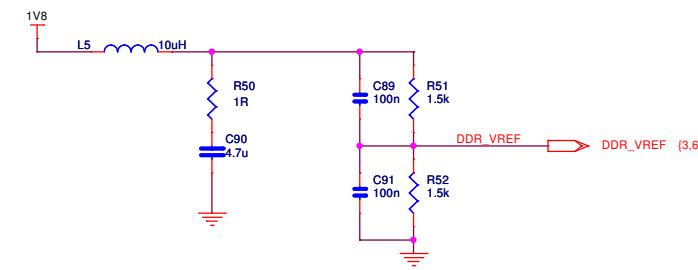 1V8
L5 10uH
R50
1R
C90
4.7u
C89
100n
R51
1.5k
DDR_VREF
DDR_VREF {3,6
C91
100n
R52
1.5k